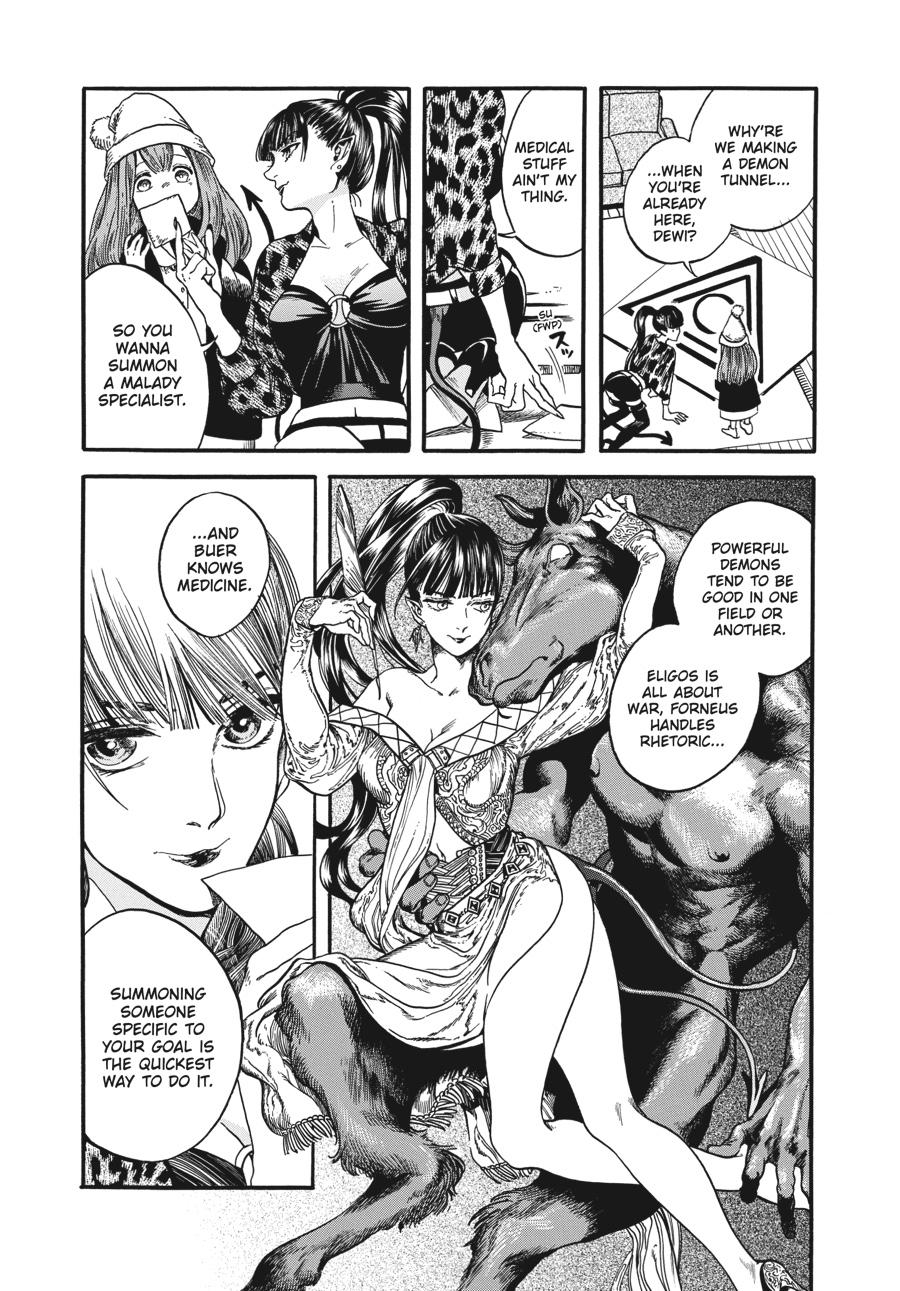 WHY'RE
WE MAKING
A DEMON
TUNNEL...
...WHEN
YOU'RE
ALREADY
HERE,
DEWI?
MEDICAL
STUFF
AIN'T MY
THING.
SU
(FWP)
スッ
SO YOU
WANNA
SUMMON
A MALADY
SPECIALIST.
POWERFUL
DEMONS
TEND TO BE
GOOD IN ONE
FIELD OR
ANOTHER.
ELIGOS IS
ALL ABOUT
WAR, FORNEUS
HANDLES
RHETORIC...
...AND
BUER
KNOWS
MEDICINE.
SUMMONING
SOMEONE
SPECIFIC TO
YOUR GOAL IS
THE QUICKEST
WAY TO DO IT.